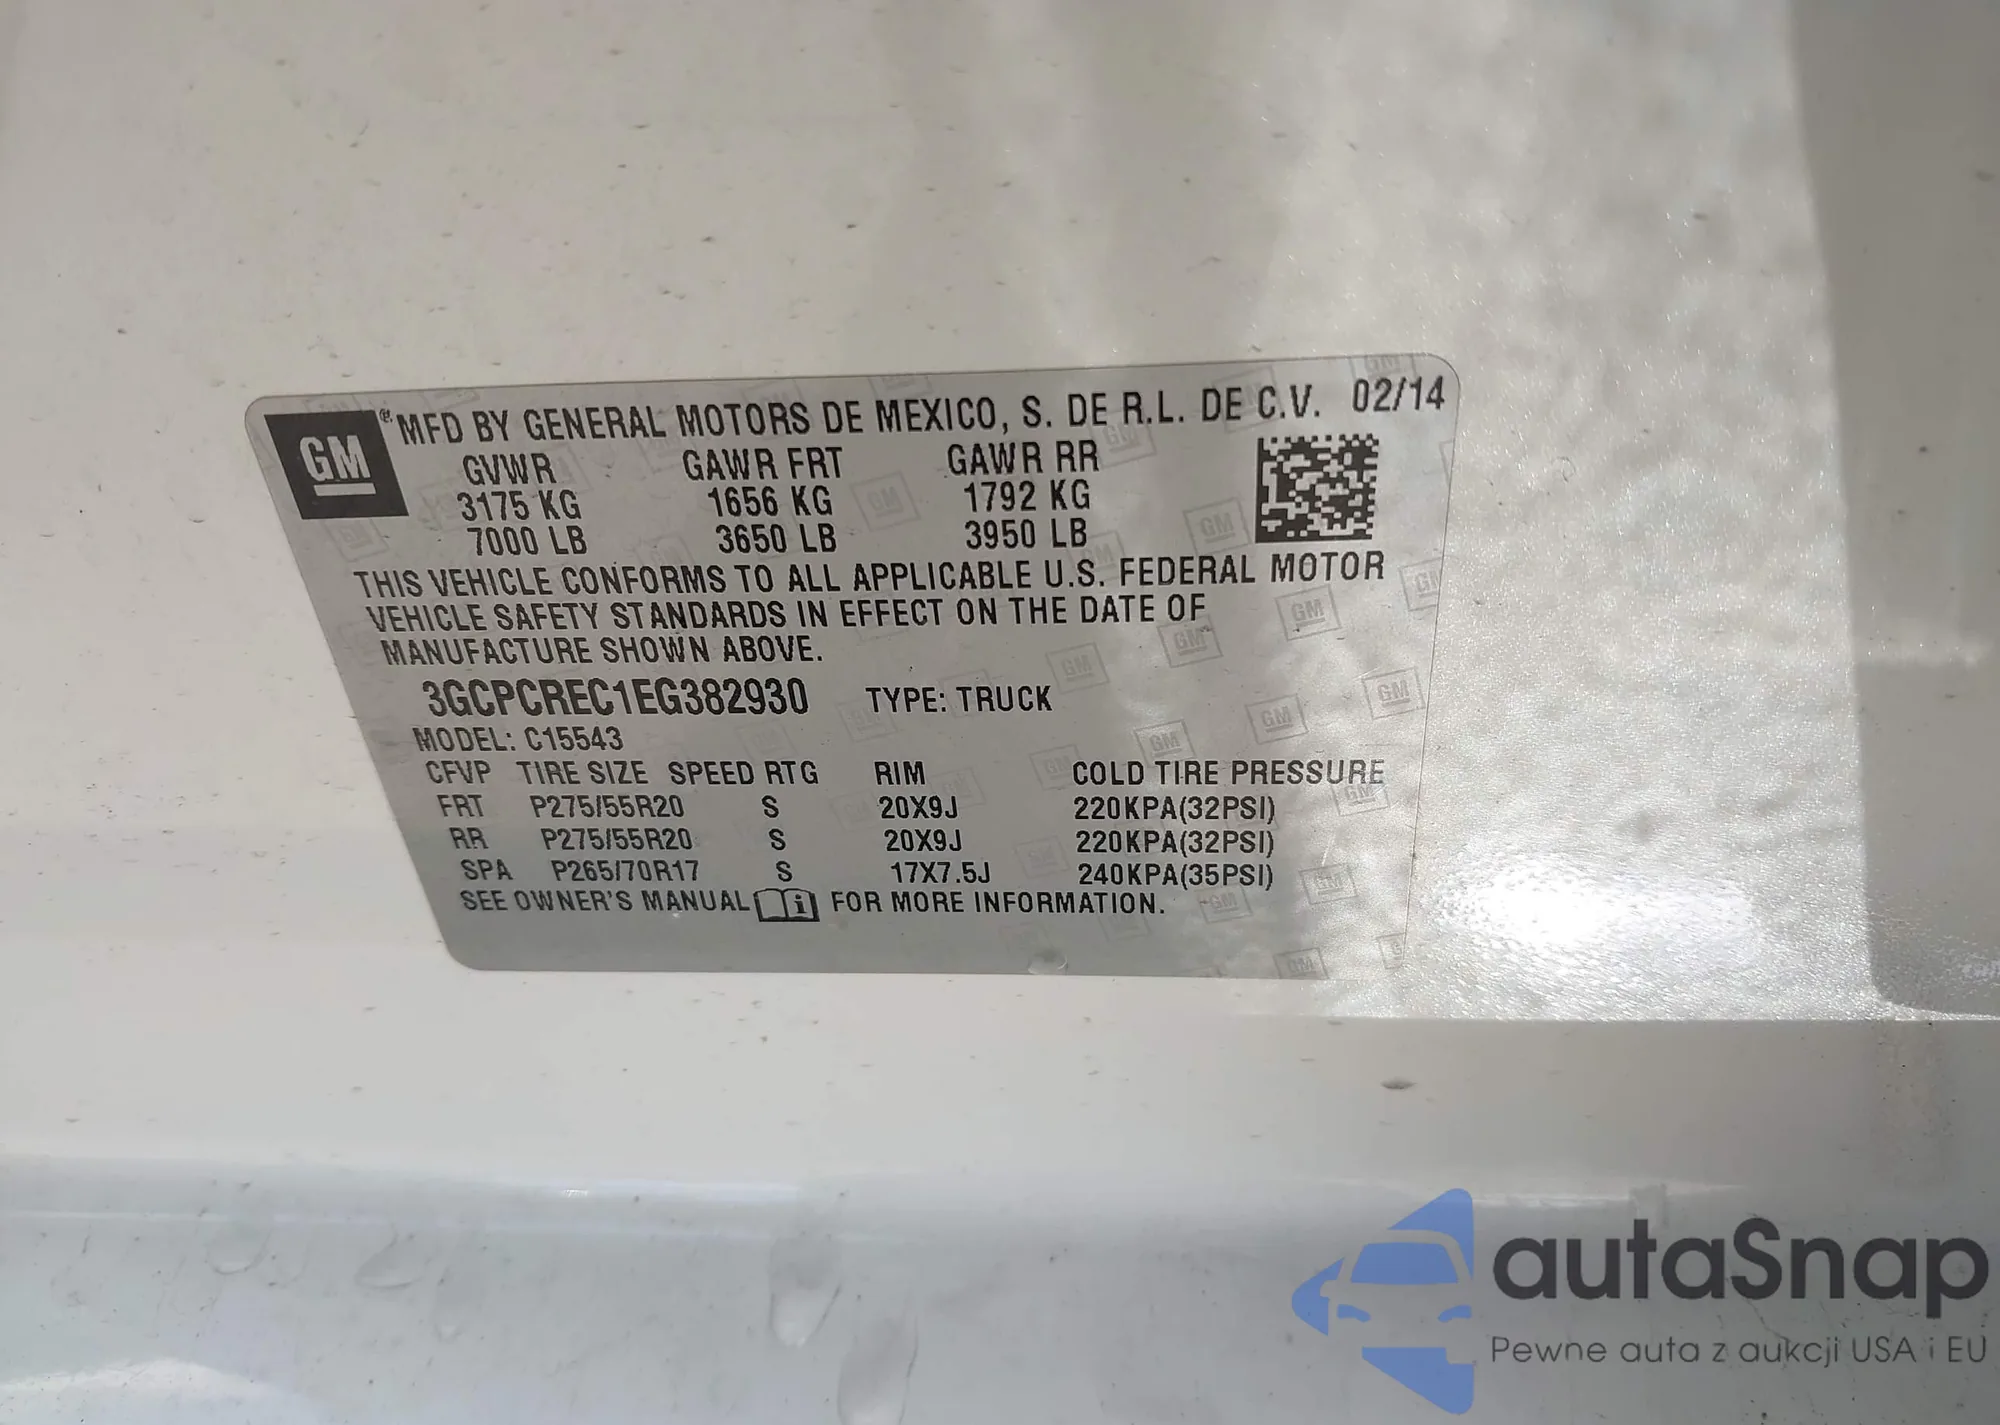 GM ® MFD BY GENERAL MOTORS DE MEXICO, S. DE R.L. DE C.V. 02/14
GVWR GAWR FRT GAWR RR
3175 KG 1656 KG 1792 KG
7000 LB 3650 LB 3950 LB
THIS VEHICLE CONFORMS TO ALL APPLICABLE U.S. FEDERAL MOTOR
VEHICLE SAFETY STANDARDS IN EFFECT ON THE DATE OF
MANUFACTURE SHOWN ABOVE.
3GCPCREC1EG382930 TYPE: TRUCK
MODEL: C15543
CFVP TIRE SIZE SPEED RTG RIM COLD TIRE PRESSURE
FRT P275/55R20 S 20X9J 220KPA(32PSI)
RR P275/55R20 S 20X9J 220KPA(32PSI)
SPA P265/70R17 S 17X7.5J 240KPA(35PSI)
SEE OWNER'S MANUAL i FOR MORE INFORMATION.
autaSnap
Pewne auta z aukcji USA i EU